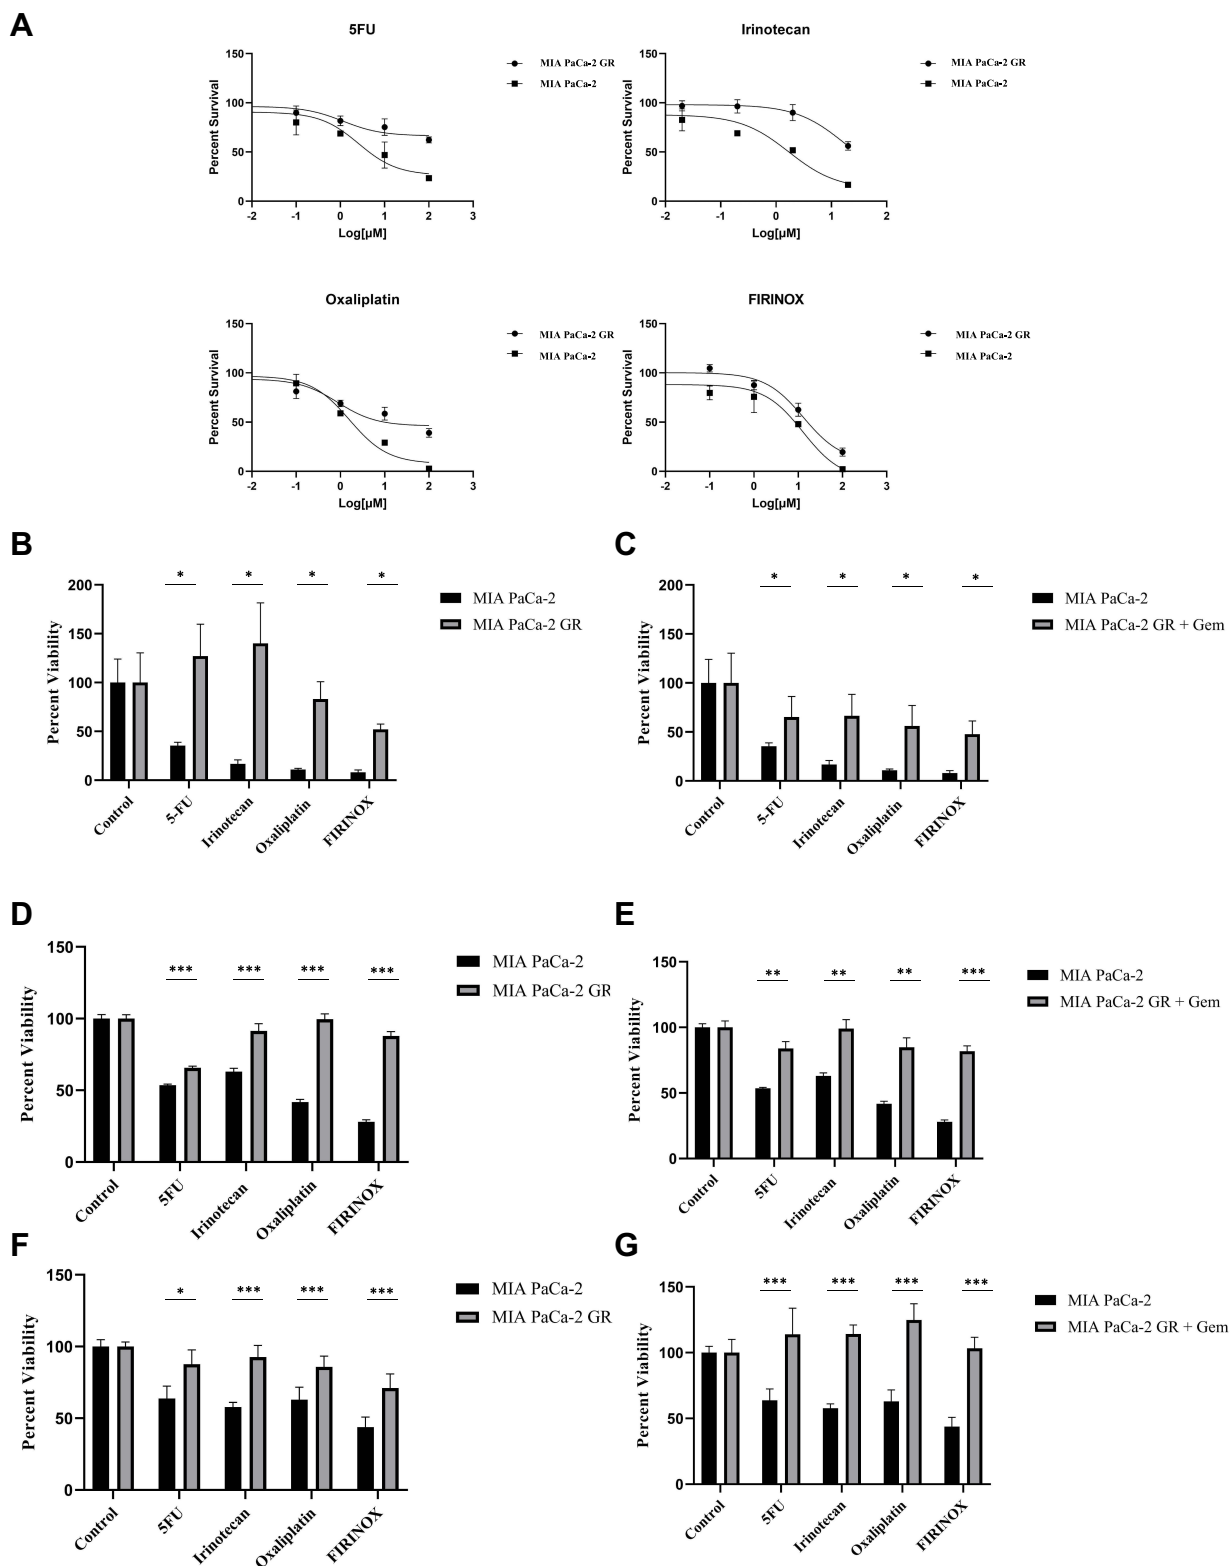 A
5FU
Percent Survival
150
100
50
0
-2
-1
0
1
2
3
Log[µM]
MIA PaCa-2 GR
MIA PaCa-2
Irinotecan
Percent Survival
150
100
50
0
-2
-1
0
1
2
Log[µM]
MIA PaCa-2 GR
MIA PaCa-2
Oxaliplatin
Percent Survival
150
100
50
0
-2
-1
0
1
2
3
Log[µM]
MIA PaCa-2 GR
MIA PaCa-2
FIRINOX
Percent Survival
150
100
50
0
-2
-1
0
1
2
3
Log[µM]
MIA PaCa-2 GR
MIA PaCa-2
B
Percent Viability
200
150
100
50
0
* * * *
Control
5-FU
Irinotecan
Oxaliplatin
FIRINOX
MIA PaCa-2
MIA PaCa-2 GR
C
Percent Viability
200
150
100
50
0
* * * *
Control
5-FU
Irinotecan
Oxaliplatin
FIRINOX
MIA PaCa-2
MIA PaCa-2 GR + Gem
D
Percent Viability
150
100
50
0
*** *** *** ***
Control
5FU
Irinotecan
Oxaliplatin
FIRINOX
MIA PaCa-2
MIA PaCa-2 GR
E
Percent Viability
150
100
50
0
** ** ** ***
Control
5FU
Irinotecan
Oxaliplatin
FIRINOX
MIA PaCa-2
MIA PaCa-2 GR + Gem
F
Percent Viability
150
100
50
0
* *** *** ***
Control
5FU
Irinotecan
Oxaliplatin
FIRINOX
MIA PaCa-2
MIA PaCa-2 GR
G
Percent Viability
150
100
50
0
*** *** *** ***
Control
5FU
Irinotecan
Oxaliplatin
FIRINOX
MIA PaCa-2
MIA PaCa-2 GR + Gem